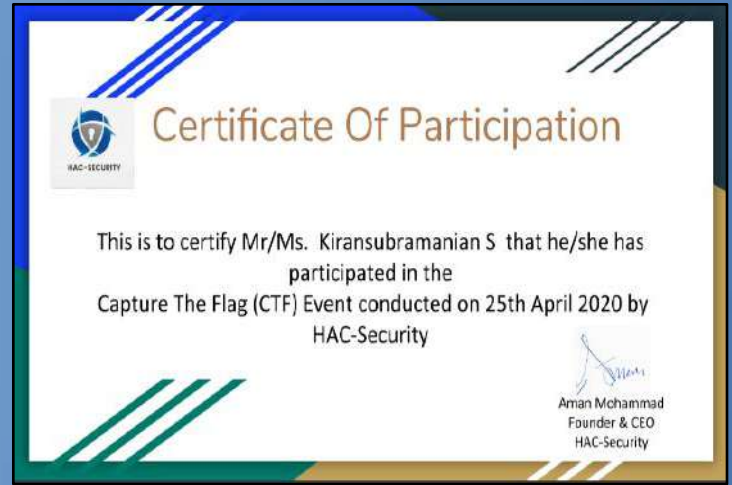 Certificate Of Participation
HAC-SECURITY
This is to certify Mr/Ms. Kiransubramanian S that he/she has
participated in the
Capture The Flag (CTF) Event conducted on 25th April 2020 by
HAC-Security
Aman
Aman Mohammad
Founder & CEO
HAC-Security